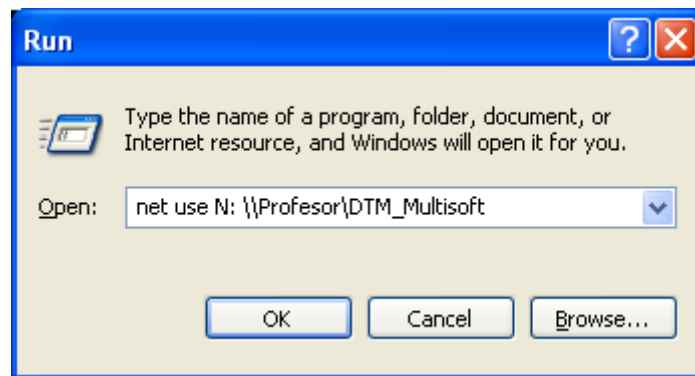 Run
Type the name of a program, folder, document, or
Internet resource, and Windows will open it for you.
Open: net use N: \\Profesor\DTM_Multisoft
OK Cancel Browse...